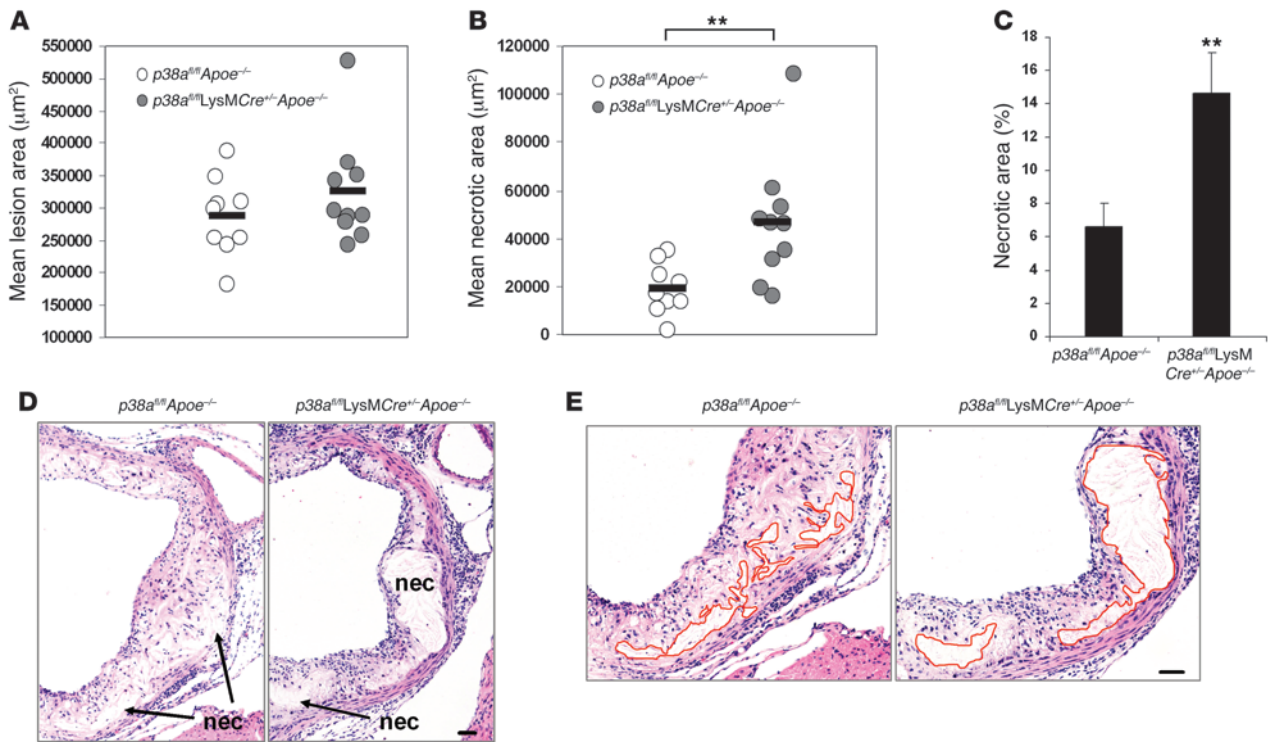 A
Mean lesion area (μm²)
550000
500000
450000
400000
350000
300000
250000
200000
150000
100000
p38a^fl/fl Apoe^–/–
p38a^fl/fl LysMCre^+/– Apoe^–/–
B
**
Mean necrotic area (μm²)
120000
100000
80000
60000
40000
20000
0
p38a^fl/fl Apoe^–/–
p38a^fl/fl LysMCre^+/– Apoe^–/–
C
Necrotic area (%)
18
16
14
12
10
8
6
4
2
0
**
p38a^fl/fl Apoe^–/–
p38a^fl/fl LysM
Cre^+/– Apoe^–/–
D
p38a^fl/fl Apoe^–/–
p38a^fl/fl LysMCre^+/– Apoe^–/–
nec
nec
nec
E
p38a^fl/fl Apoe^–/–
p38a^fl/fl LysMCre^+/– Apoe^–/–